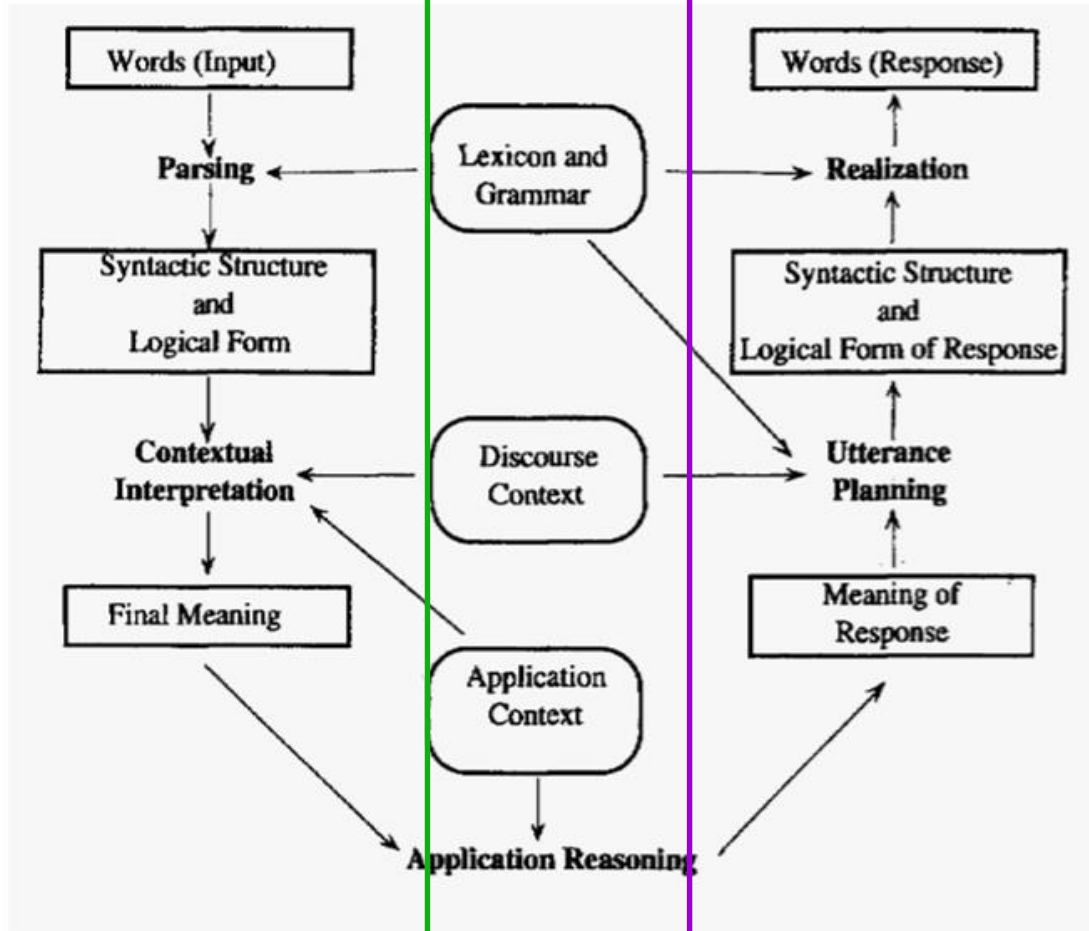 Words (Input)
Parsing
Syntactic Structure
and
Logical Form
Contextual
Interpretation
Final Meaning
Lexicon and
Grammar
Discourse
Context
Application
Context
Application Reasoning
Words (Response)
Realization
Syntactic Structure
and
Logical Form of Response
Utterance
Planning
Meaning of
Response